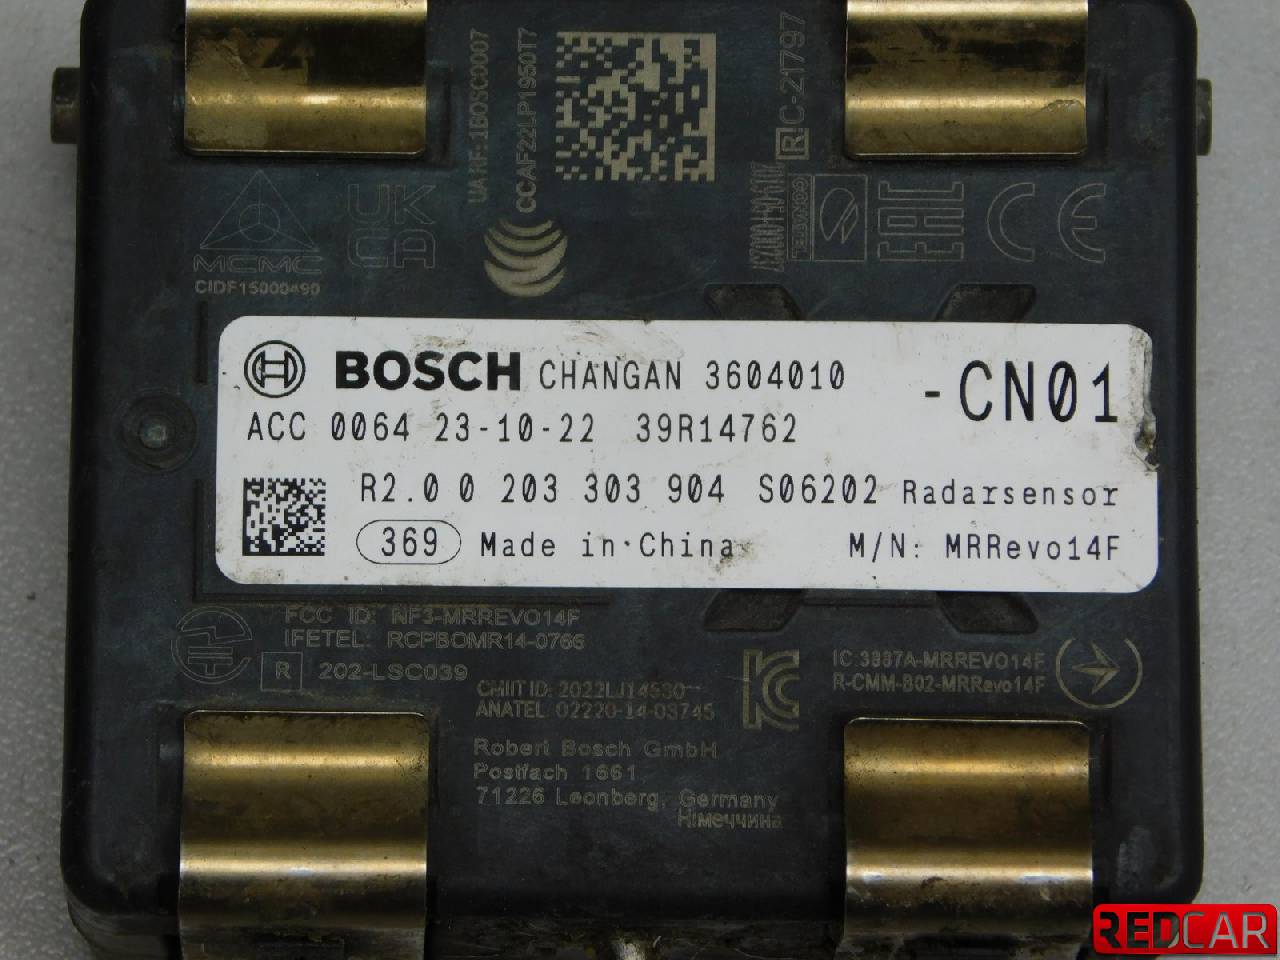 UA RF:1BOSC0007
CCAF22LP1950T7
R C-21797
MCMC
CIDF15000490
UK
CA
EAC
CE
BOSCH CHANGAN 3604010 -CN01
ACC 0064 23-10-22 39R14762
R2.0 0 203 303 904 S06202 Radarsensor
369 Made in China M/N: MRRevo14F
FCC ID: NF3-MRREVO14F
IFETEL: RCPBOMR14-0766
R 202-LSC039
CMIIT ID: 2022LJ14530
ANATEL 02220-14-03745
IC:3887A-MRREVO14F
R-CMM-B02-MRRevo14F
Robert Bosch GmbH
Postfach 1661
71226 Leonberg, Germany
Німеччина
REDCAR